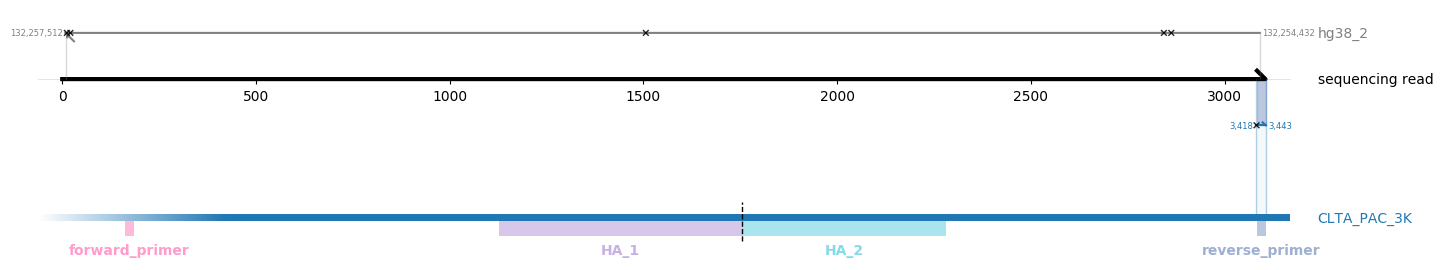 132,257,512 132,254,432 hg38_2
sequencing read
0 500 1000 1500 2000 2500 3000
3,418 3,443
CLTA_PAC_3K
forward_primer HA_1 HA_2 reverse_primer